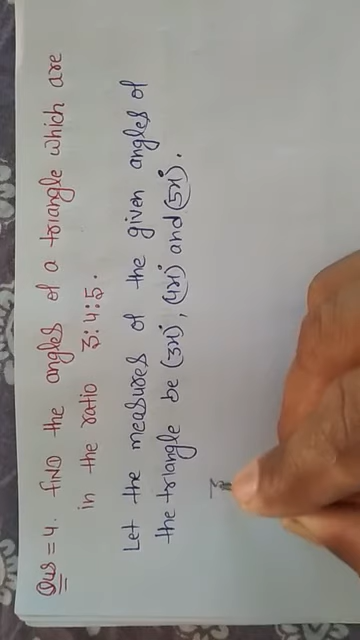 Qus = 4. FIND the angles of a triangle which are
in the ratio 3:4:5.
Let the measures of the given angles of
the triangle be (3x)°, (4x)° and (5x)°.